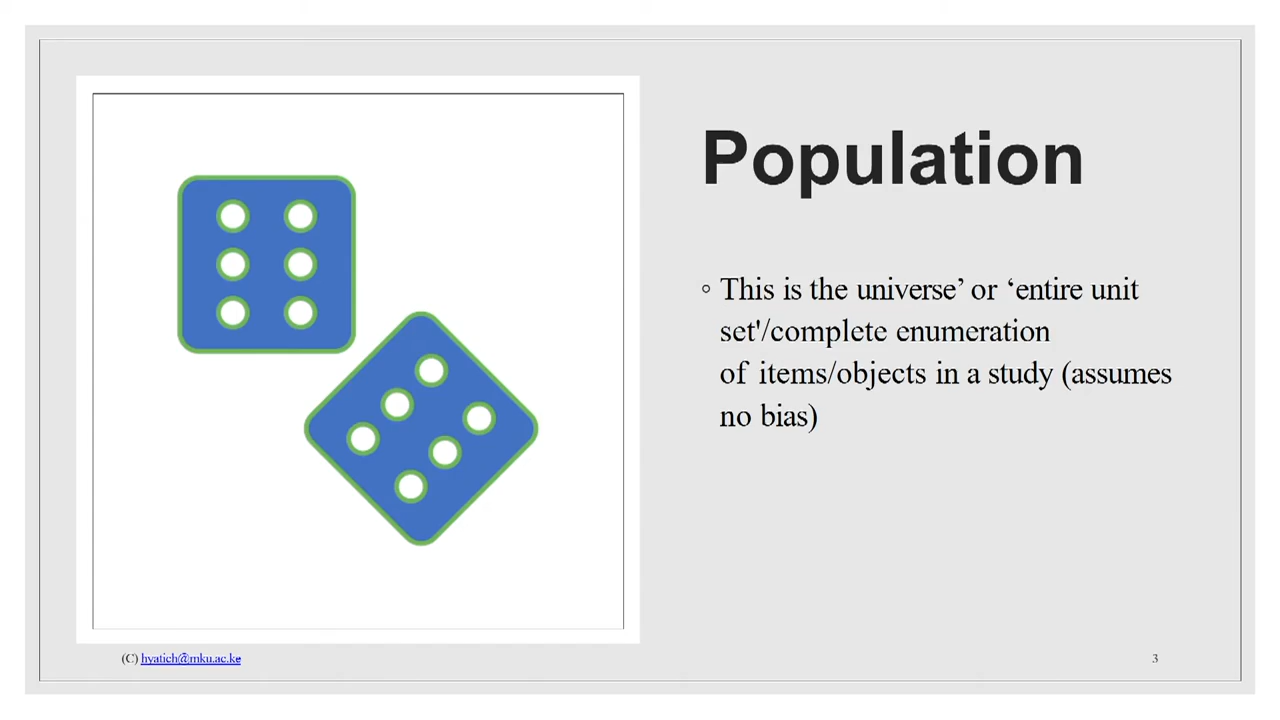 Population
◦ This is the universe’ or ‘entire unit
set'/complete enumeration
of items/objects in a study (assumes
no bias)
(C) hyatich@mku.ac.ke
3